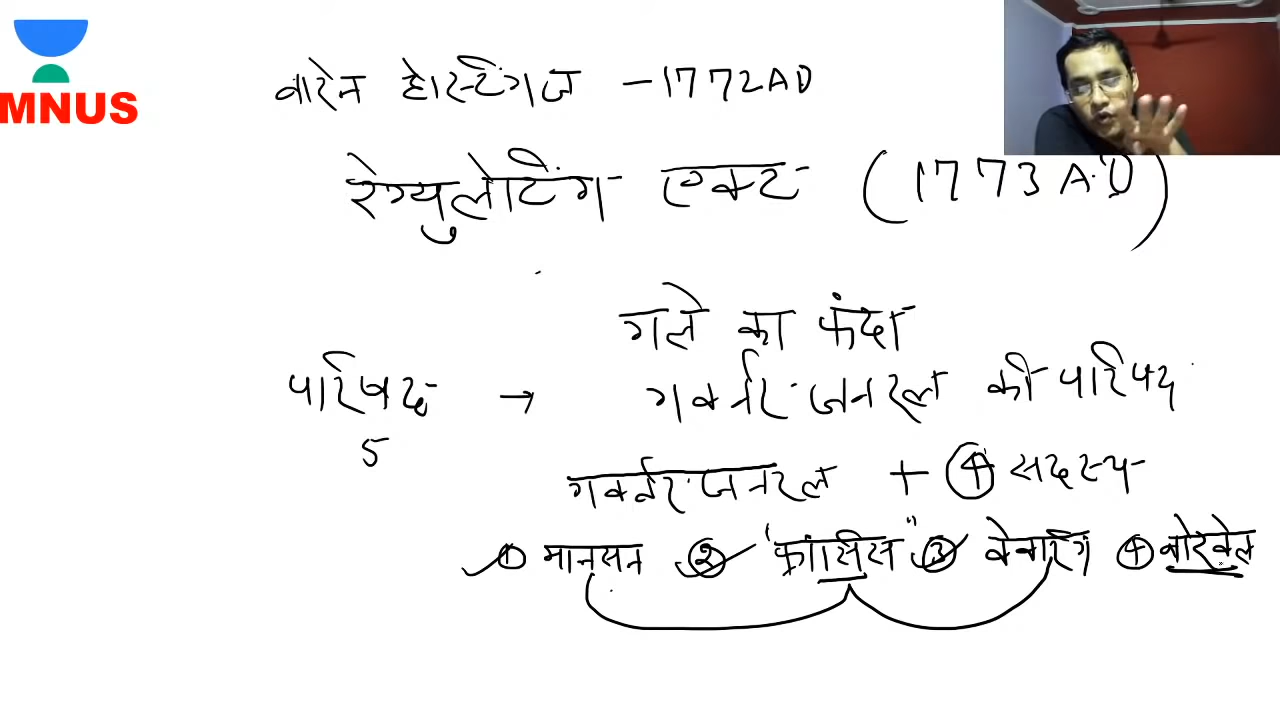 MNUS
वारेन हेास्टिंगज - 1772AD
रेग्युलेटिंग एक्ट (1773 A.D)
गले का फंदा
परिषद → गवर्नर जनरल की परिषद
5
गवर्नर जनरल + ④ सदस्य
① मानसन ② "फ्रांसिस" ③ क्लेवारिंग ④ बोरवेल